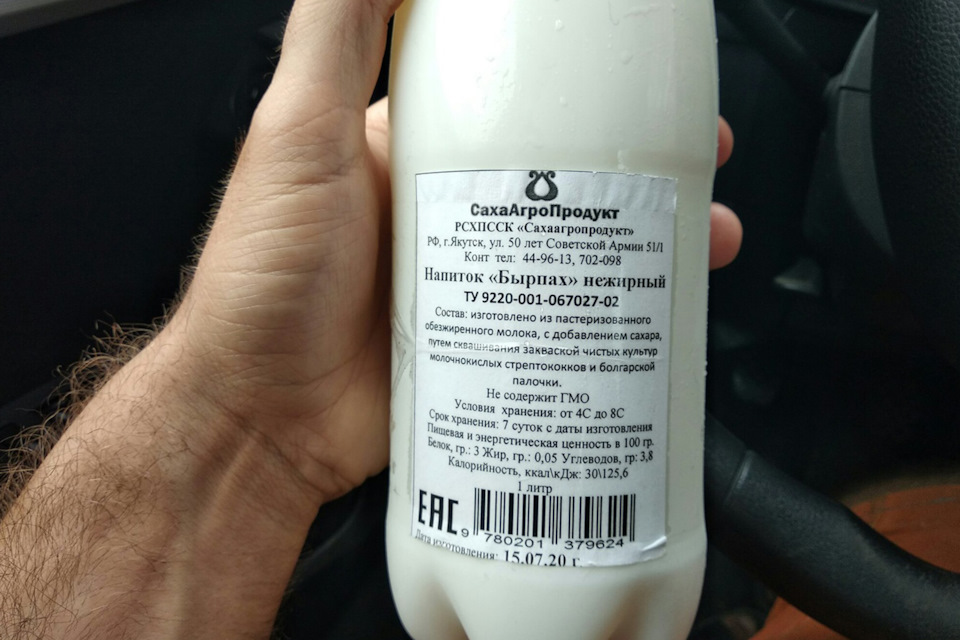 СахаАгроПродукт
РСХПССК «Сахаагропродукт»
РФ, г.Якутск, ул. 50 лет Советской Армии 51/1
Конт тел: 44-96-13, 702-098
Напиток «Бырпах» нежирный
ТУ 9220-001-067027-02
Состав: изготовлено из пастеризованного
обезжиренного молока, с добавлением сахара,
путем сквашивания закваской чистых культур
молочнокислых стрептококков и болгарской
палочки.
Не содержит ГМО
Условия хранения: от 4С до 8С
Срок хранения: 7 суток с даты изготовления
Пищевая и энергетическая ценность в 100 гр.
Белок, гр.: 3 Жир, гр.: 0,05 Углеводов, гр: 3,8
Калорийность, ккал\кДж: 30\125,6
1 литр
ЕАС
9 780201 379624
Дата изготовления: 15.07.20 г.